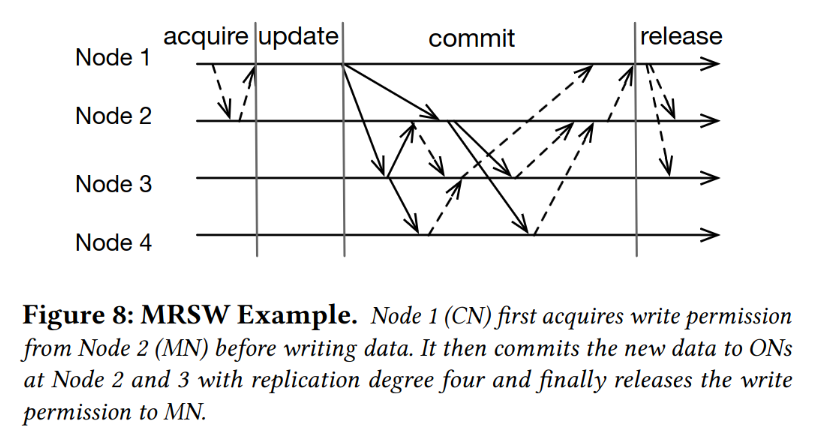 acquire update commit release
Node 1
Node 2
Node 3
Node 4
Figure 8: MRSW Example. Node 1 (CN) first acquires write permission
from Node 2 (MN) before writing data. It then commits the new data to ONs
at Node 2 and 3 with replication degree four and finally releases the write
permission to MN.